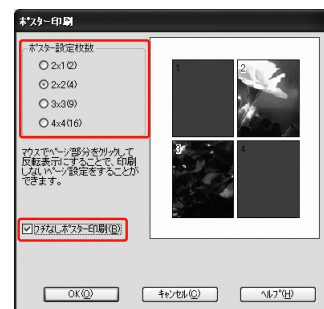 ポスター印刷
ポスター設定枚数
2x1(2)
2x2(4)
3x3(9)
4x4(16)
1
2
3
4
マウスでページ部分をクリックして
反転表示にすることで、印刷
しないページ設定をすることが
できます。
フチなしポスター印刷(B)
OK(O)
キャンセル(C)
ヘルプ(H)